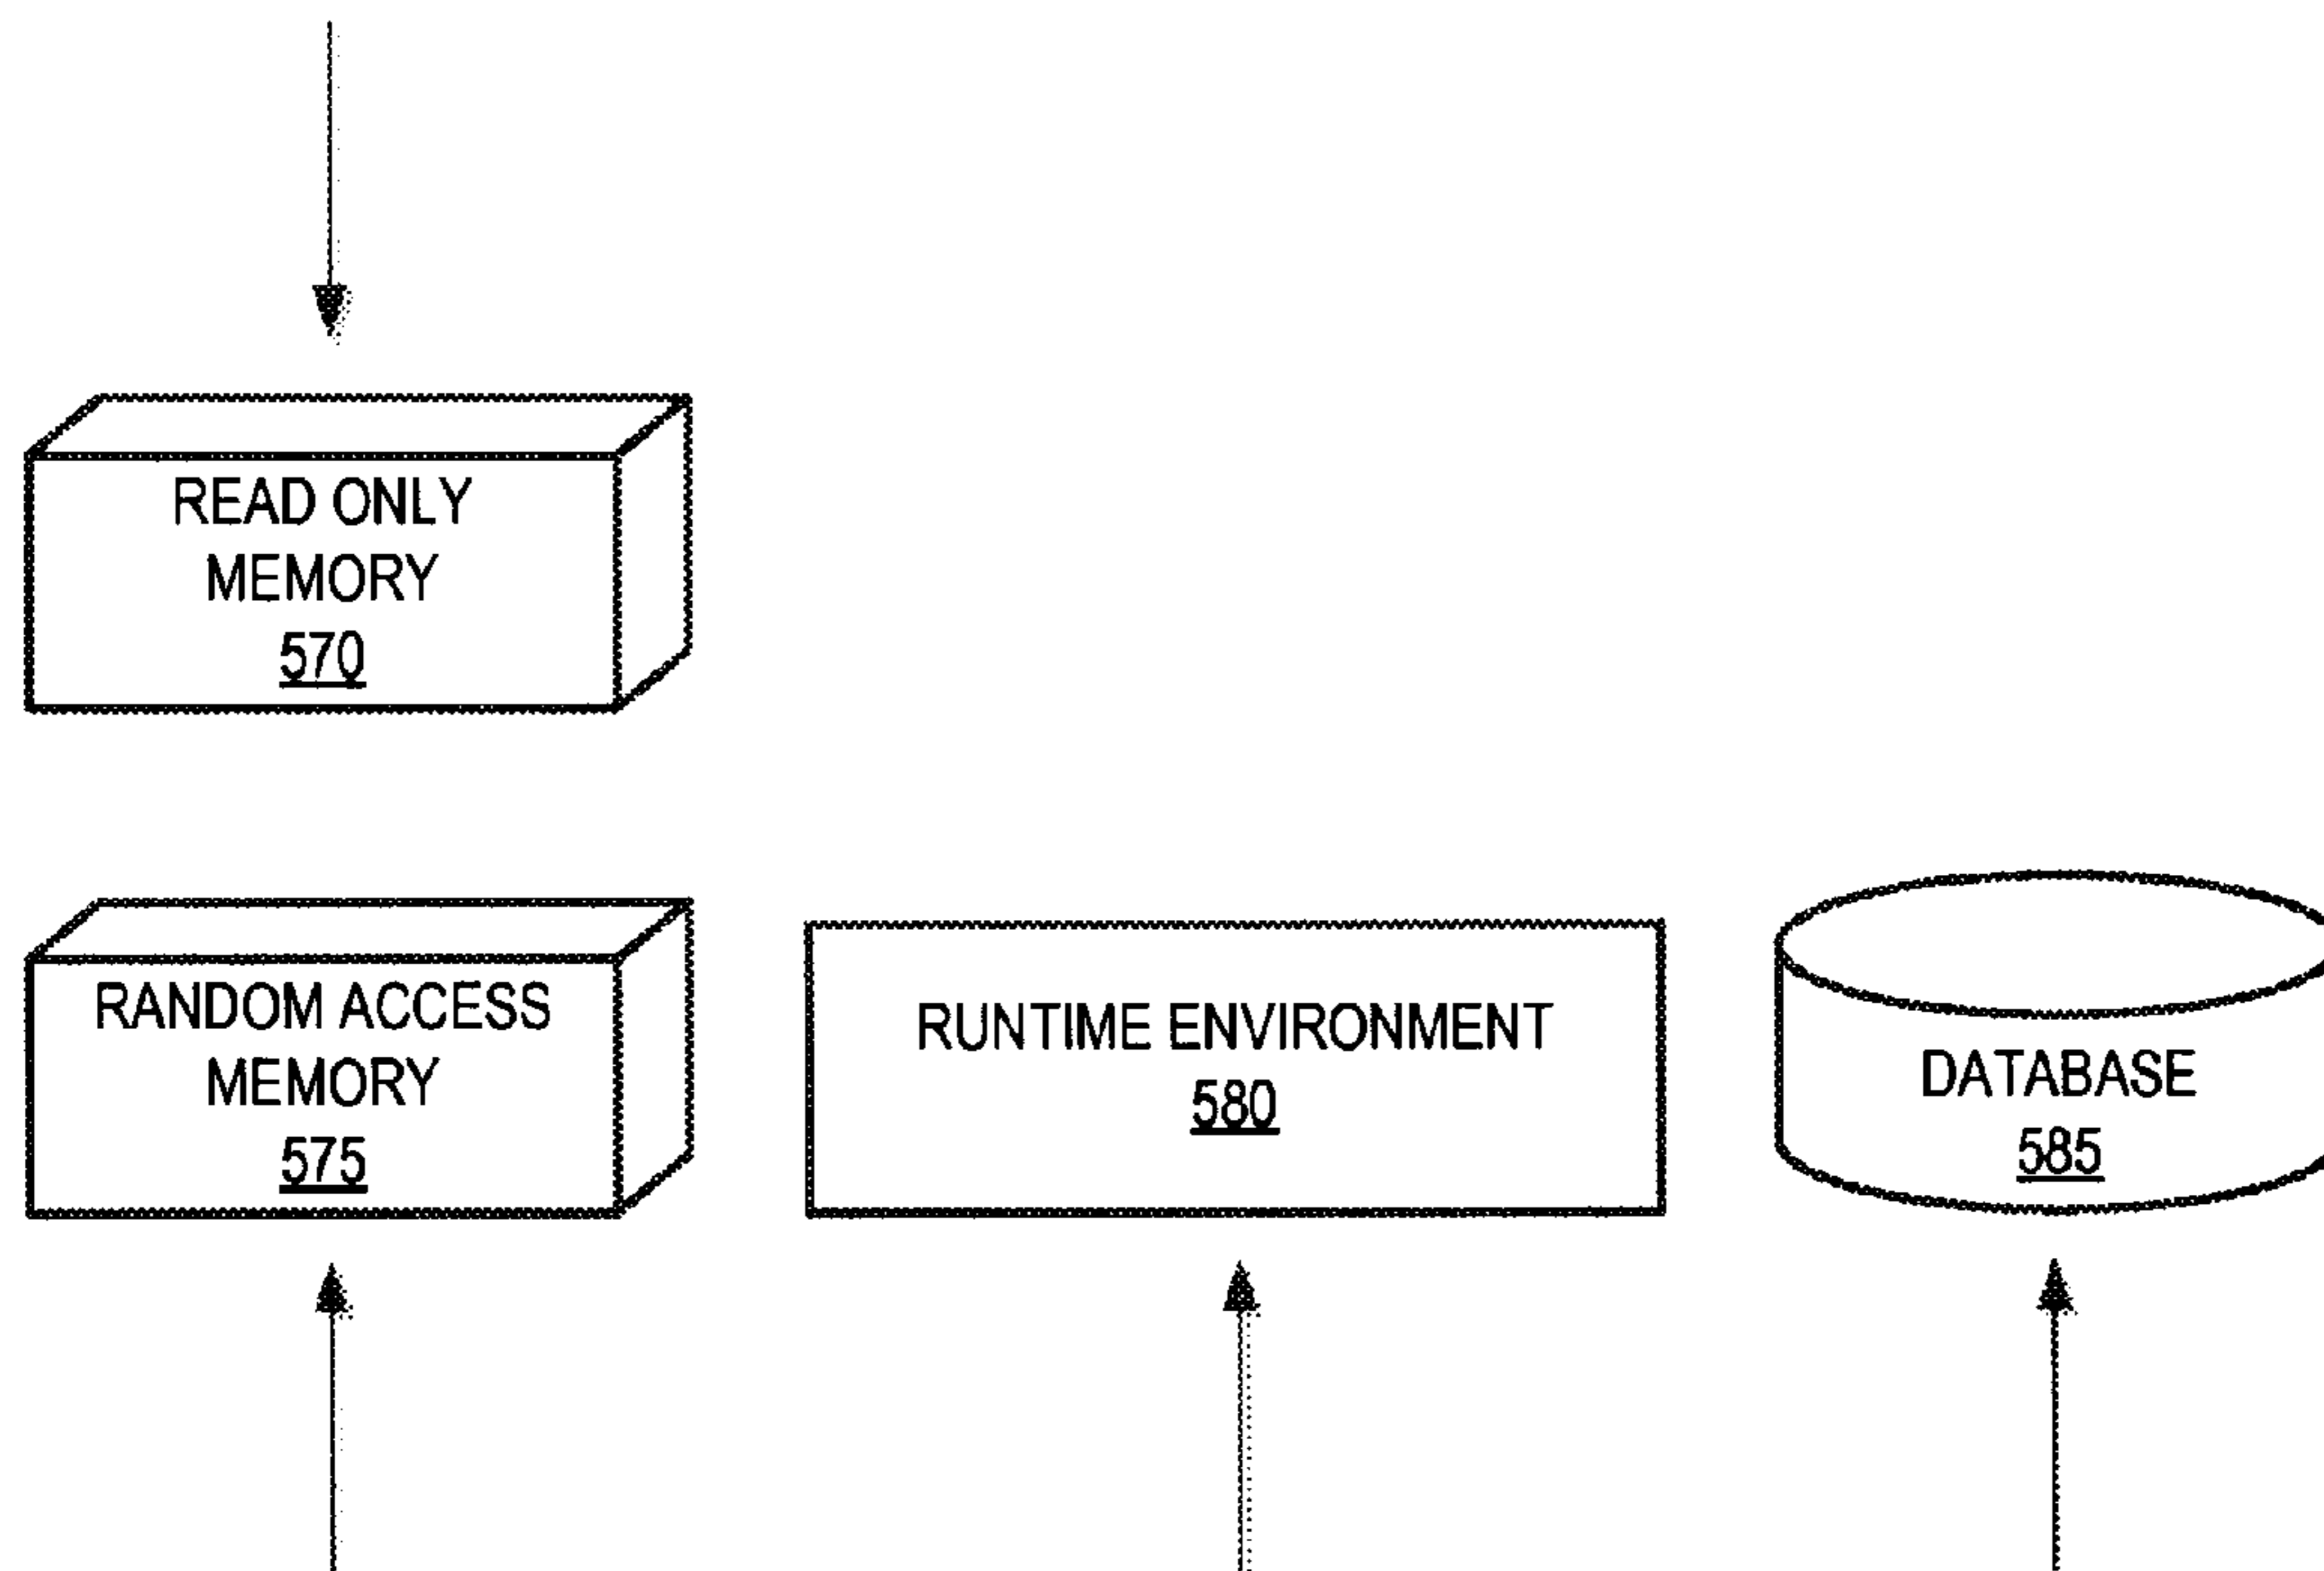 READ ONLY
MEMORY
570
RANDOM ACCESS
MEMORY
575
RUNTIME ENVIRONMENT
580
DATABASE
585